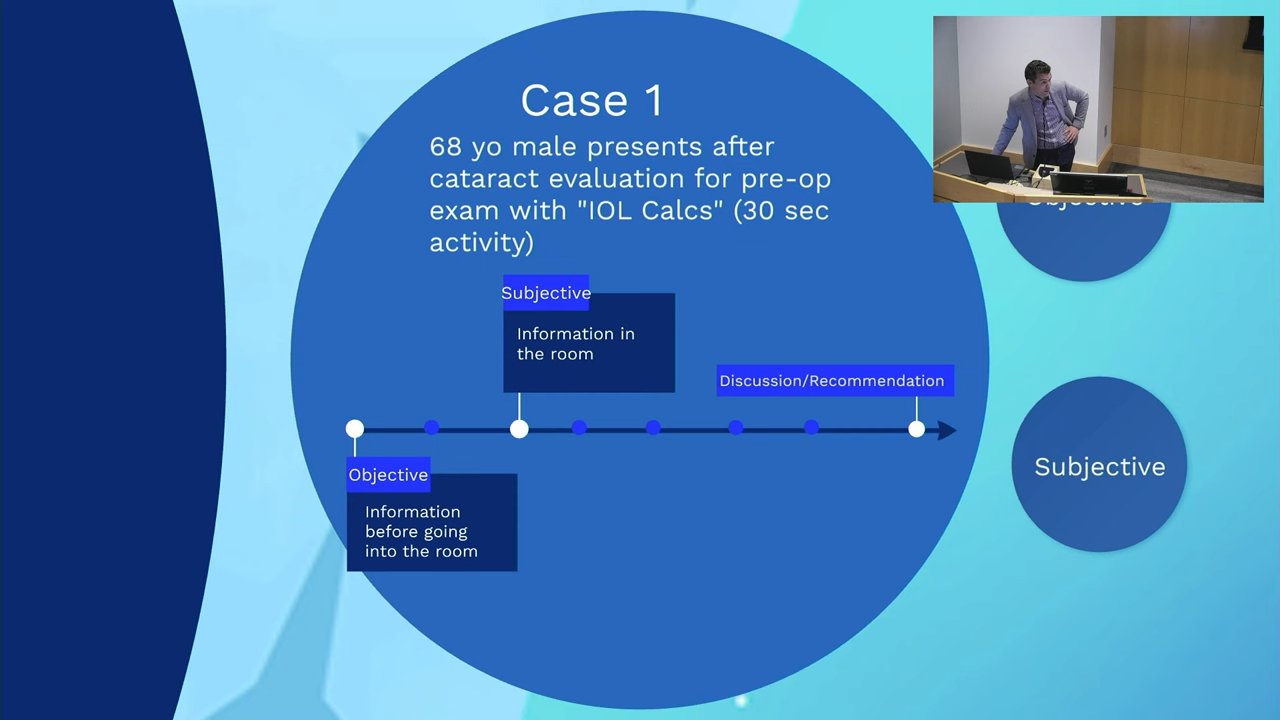 Case 1
68 yo male presents after
cataract evaluation for pre-op
exam with "IOL Calcs" (30 sec
activity)
Subjective
Information in
the room
Discussion/Recommendation
Objective
Information
before going
into the room
Objective
Subjective